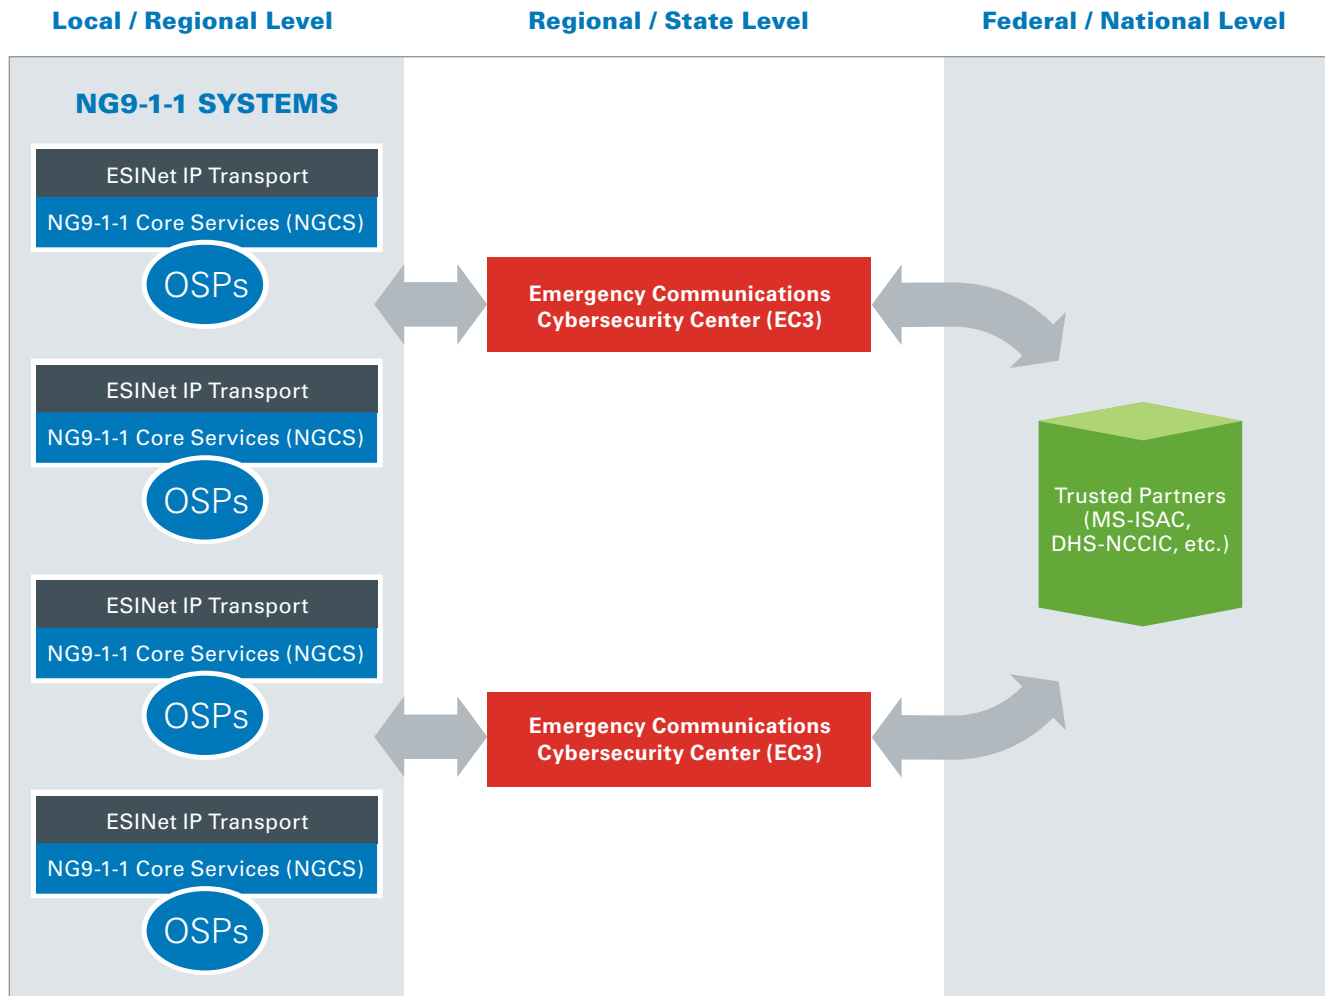 Local / Regional Level
Regional / State Level
Federal / National Level
NG9-1-1 SYSTEMS
ESINet IP Transport
NG9-1-1 Core Services (NGCS)
OSPs
ESINet IP Transport
NG9-1-1 Core Services (NGCS)
OSPs
ESINet IP Transport
NG9-1-1 Core Services (NGCS)
OSPs
ESINet IP Transport
NG9-1-1 Core Services (NGCS)
OSPs
Emergency Communications
Cybersecurity Center (EC3)
Emergency Communications
Cybersecurity Center (EC3)
Trusted Partners
(MS-ISAC,
DHS-NCCIC, etc.)